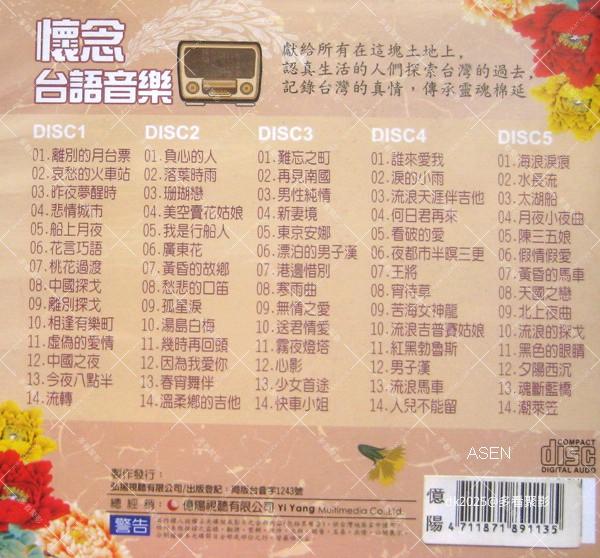 懷念
台語音樂
獻給所有在這塊土地上，
認真生活的人們探索台灣的過去，
記錄台灣的真情，傳承靈魂棉延
DISC1
01.離別的月台票
02.哀愁的火車站
03.昨夜夢醒時
04.悲情城市
05.船上月夜
06.花言巧語
07.桃花過渡
08.中國探戈
09.離別探戈
10.相逢有樂町
11.虛偽的愛情
12.中國之夜
13.今夜八點半
14.流轉
DISC2
01.負心的人
02.落葉時雨
03.珊瑚戀
04.美空賣花姑娘
05.我是行船人
06.廣東花
07.黃昏的故鄉
08.愁悲的口笛
09.孤星淚
10.湯島白梅
11.幾時再回頭
12.因為我愛你
13.春宵舞伴
14.溫柔鄉的吉他
DISC3
01.難忘之町
02.再見南國
03.男性純情
04.新妻境
05.東京安娜
06.漂泊的男子漢
07.港邊惜別
08.寒雨曲
09.無情之愛
10.送君情愛
11.霧夜燈塔
12.心影
13.少女首途
14.快車小姐
DISC4
01.誰來愛我
02.淚的小雨
03.流浪天涯伴吉他
04.何日君再來
05.看破的愛
06.夜都市半暝三更
07.王將
08.宵待草
09.苦海女神龍
10.流浪吉普賽姑娘
11.紅黑勃魯斯
12.男子漢
13.流浪馬車
14.人兒不能留
DISC5
01.海浪淚痕
02.水長流
03.太湖船
04.月夜小夜曲
05.陳三五娘
06.假情假愛
07.黃昏的馬車
08.天國之戀
09.北上夜曲
10.流浪的探戈
11.黑色的眼睛
12.夕陽西沉
13.魂斷藍橋
14.潮來笠
ASEN
COMPACT
disc
DIGITAL AUDIO
製作發行：
弘揚視聽有限公司/出版登記：局版台音字1243號
總經銷：億陽視聽有限公司 Yi Yang Multimedia Co.,Ltd.
警告
億陽
tk2025@多看聚影
4711871891135